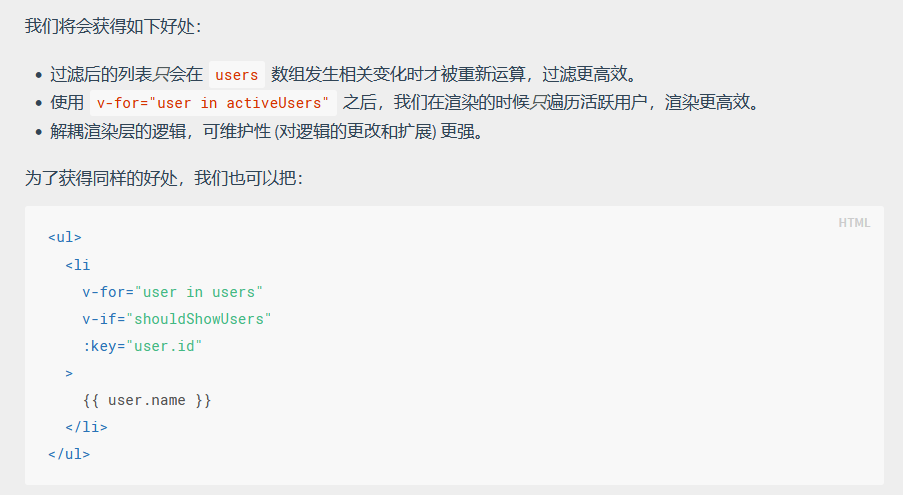 我们将会获得如下好处：
• 过滤后的列表只会在 users 数组发生相关变化时才被重新运算，过滤更高效。
• 使用 v-for="user in activeUsers" 之后，我们在渲染的时候只遍历活跃用户，渲染更高效。
• 解耦渲染层的逻辑，可维护性 (对逻辑的更改和扩展) 更强。
为了获得同样的好处，我们也可以把：
HTML
<ul>
  <li
    v-for="user in users"
    v-if="shouldShowUsers"
    :key="user.id"
  >
    {{ user.name }}
  </li>
</ul>